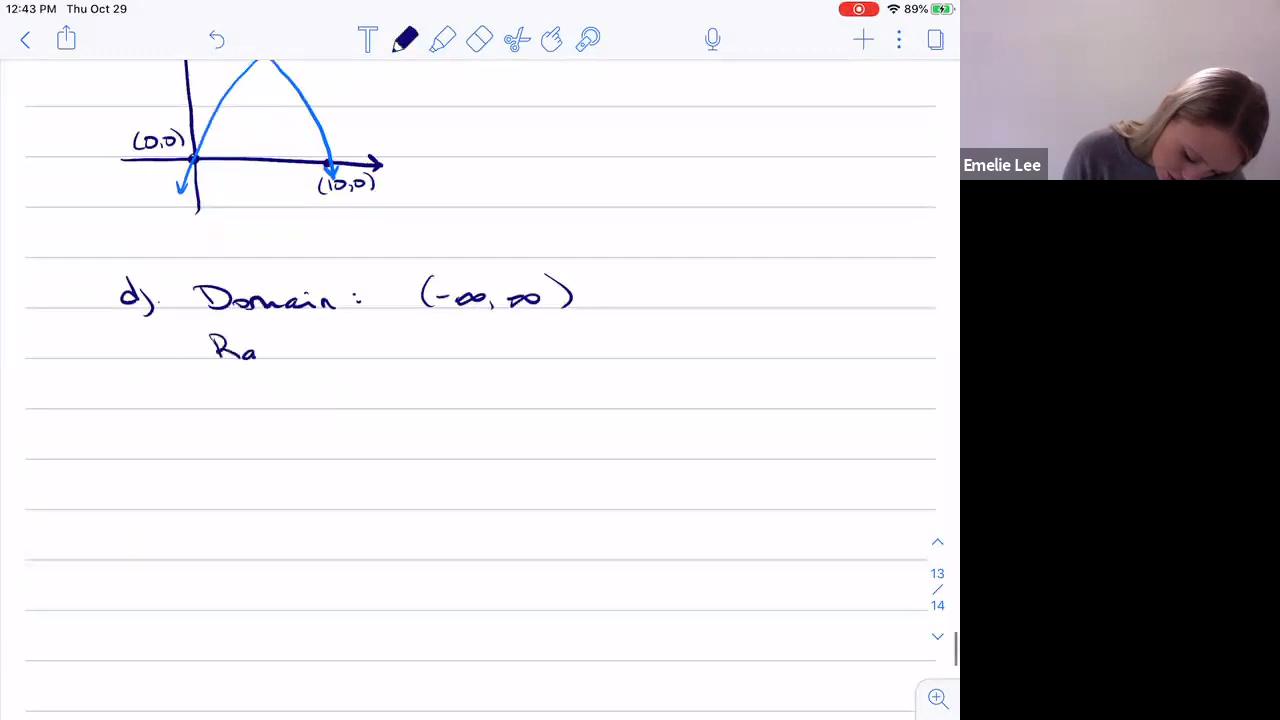 12:43 PM Thu Oct 29
89%
T
(0,0)
(10,0)
Emelie Lee
d). Domain: (-∞, ∞)
Ra
13
/
14